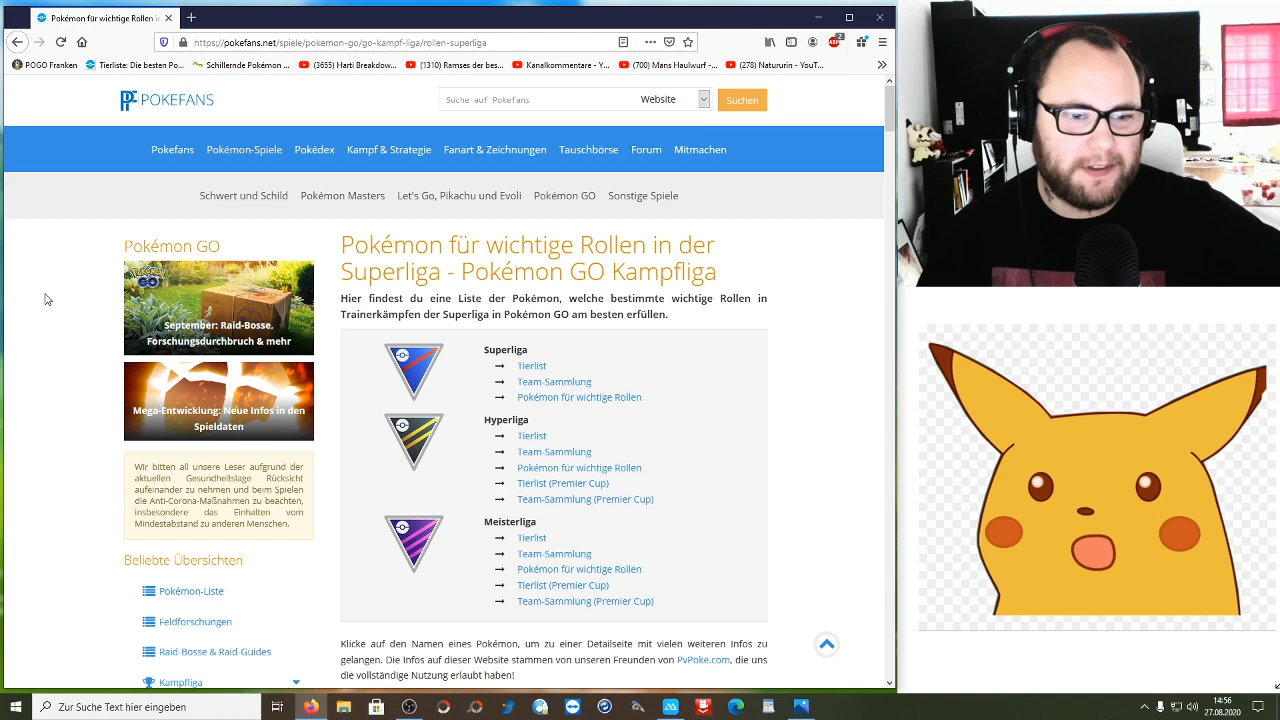 Pokémon für wichtige Rollen in
https://pokefans.net/spiele/pokemon-go/go-kampf-liga/rollen-superliga
POGO Franken
Tierliste: Die besten Po...
Schillernde Pokémon ...
(3655) Harti Breakdow...
(1310) Ramses der bes...
Kanalkommentare - Y...
(700) Mans Haulwurf - ...
(278) Natururin - YouT...
PF POKEFANS
Suche auf Pokefans
Website
Suchen
Pokefans
Pokémon-Spiele
Pokédex
Kampf & Strategie
Fanart & Zeichnungen
Tauschbörse
Forum
Mitmachen
Schwert und Schild
Pokémon Masters
Let's Go, Pikachu und Evoli
Pokémon GO
Sonstige Spiele
Pokémon GO
Pokémon GO
September: Raid-Bosse,
Forschungsdurchbruch & mehr
Mega-Entwicklung: Neue Infos in den
Spieldaten
Wir bitten all unsere Leser aufgrund der
aktuellen Gesundheitslage Rücksicht
aufeinander zu nehmen und beim Spielen
die Anti-Corona-Maßnahmen zu beachten,
insbesondere das Einhalten vom
Mindestabstand zu anderen Menschen.
Beliebte Übersichten
Pokémon-Liste
Feldforschungen
Raid-Bosse & Raid-Guides
Kampfliga
Pokémon für wichtige Rollen in der
Superliga - Pokémon GO Kampfliga
Hier findest du eine Liste der Pokémon, welche bestimmte wichtige Rollen in
Trainerkämpfen der Superliga in Pokémon GO am besten erfüllen.
Superliga
Tierlist
Team-Sammlung
Pokémon für wichtige Rollen
Hyperliga
Tierlist
Team-Sammlung
Pokémon für wichtige Rollen
Tierlist (Premier Cup)
Team-Sammlung (Premier Cup)
Meisterliga
Tierlist
Team-Sammlung
Pokémon für wichtige Rollen
Tierlist (Premier Cup)
Team-Sammlung (Premier Cup)
Klicke auf den Namen eines Pokémon, um zu einer Detailseite mit vielen weiteren Infos zu
gelangen. Die Infos auf dieser Website stammen von unseren Freunden von PvPoke.com, die uns
die vollständige Nutzung erlaubt haben!
Zur Suche Text hier eingeben
14:56
27.08.2020